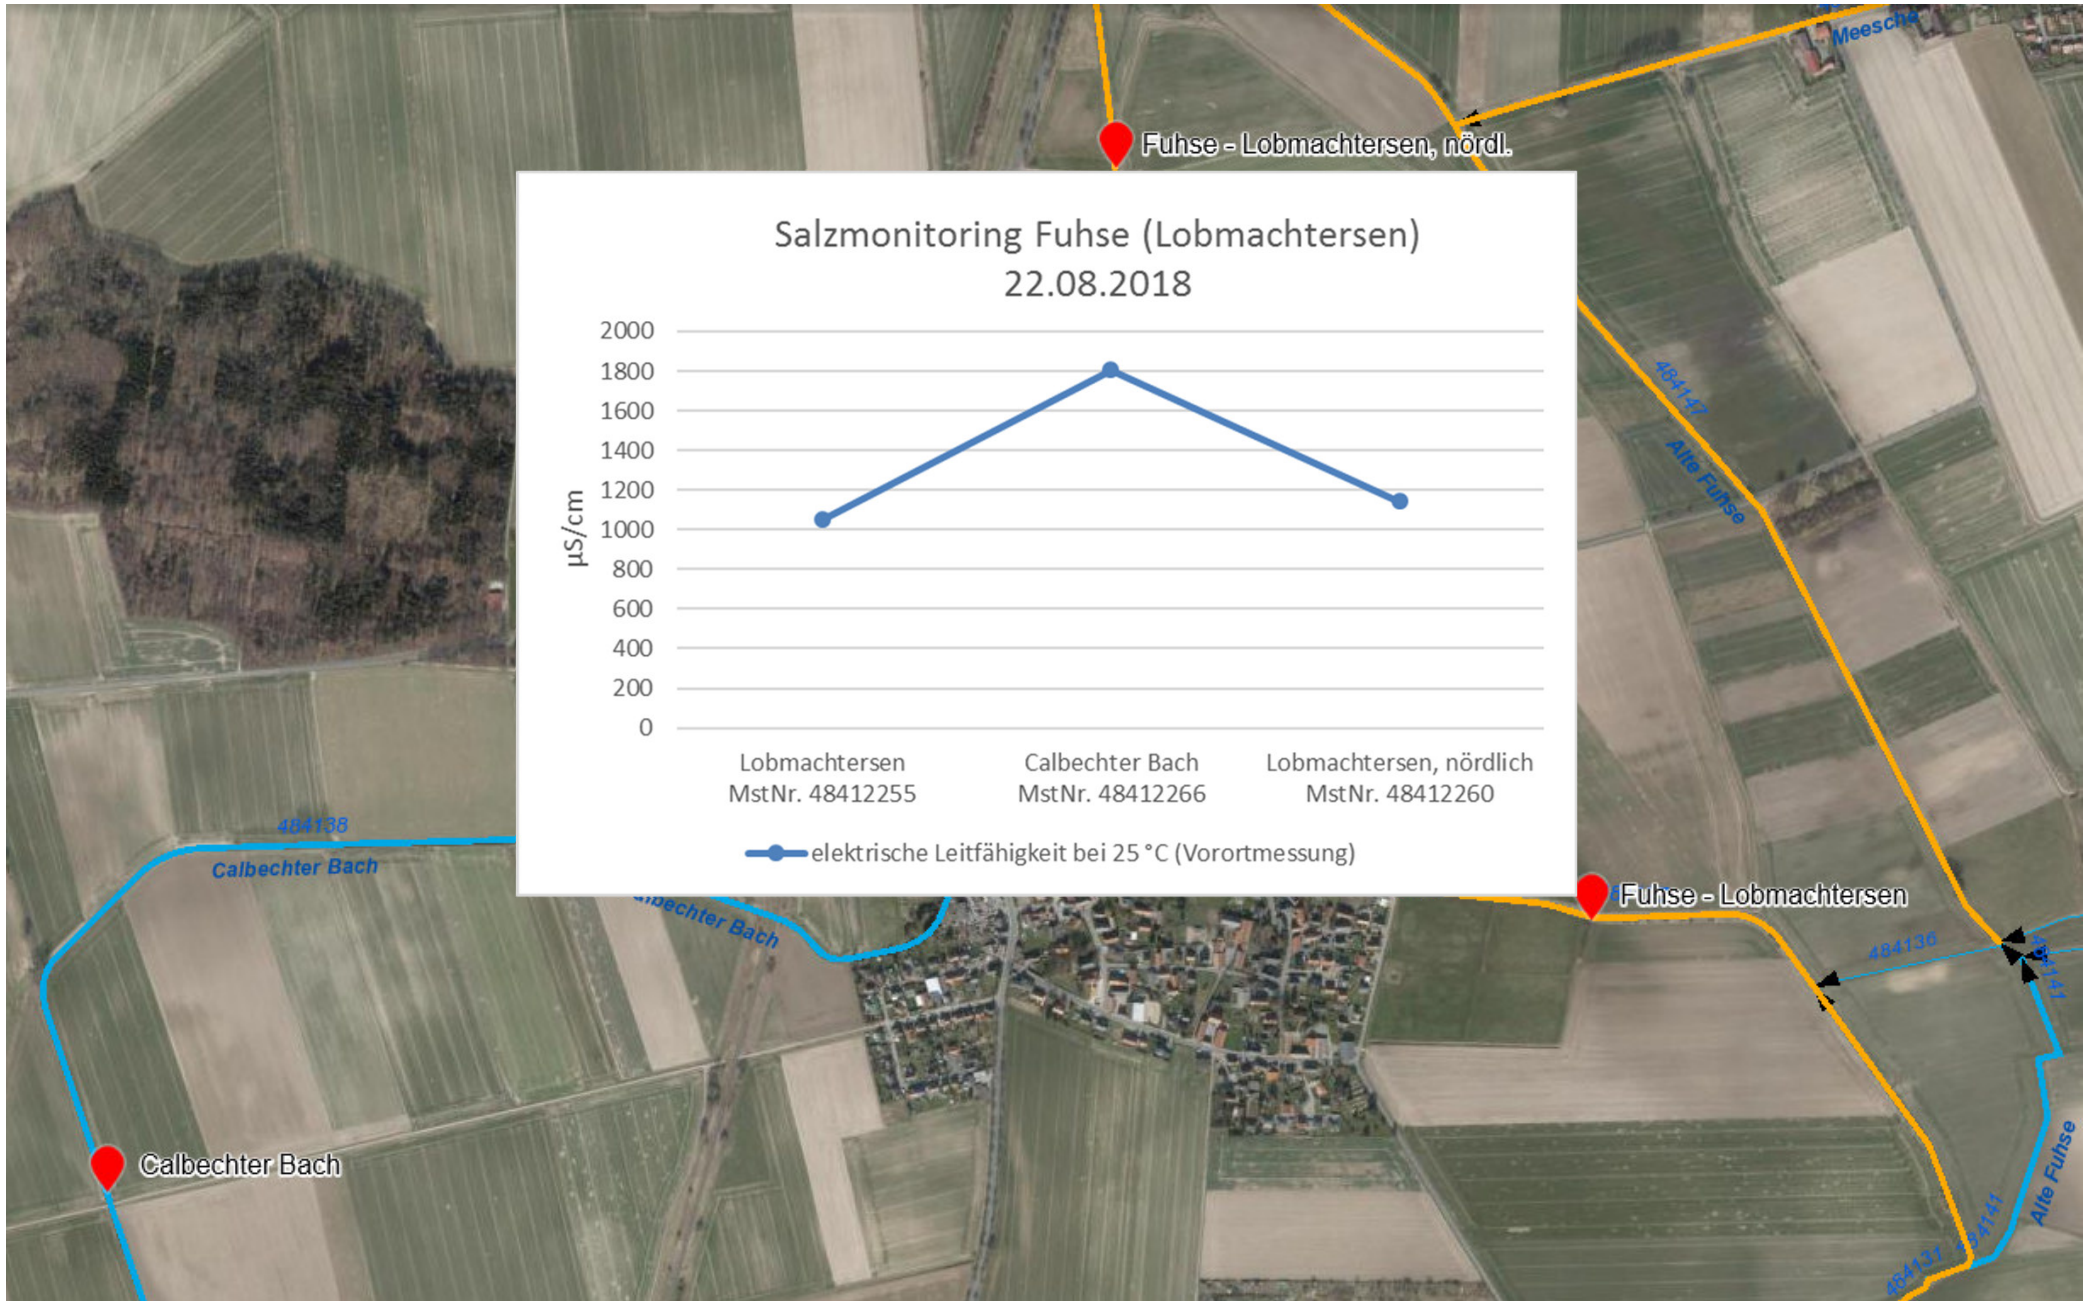 Meesche
Fuhse - Lobmachtersen, nördl.
Salzmonitoring Fuhse (Lobmachtersen)
22.08.2018
µS/cm
2000
1800
1600
1400
1200
1000
800
600
400
200
0
Lobmachtersen
MstNr. 48412255
Calbechter Bach
MstNr. 48412266
Lobmachtersen, nördlich
MstNr. 48412260
elektrische Leitfähigkeit bei 25 °C (Vorortmessung)
484147
Alte Fuhse
484138
Calbechter Bach
Bach
Fuhse - Lobmachtersen
484136
484141
Calbechter Bach
Alte Fuhse
484141
484131